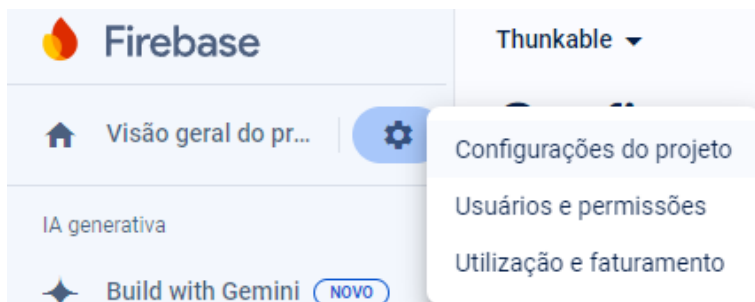 Firebase
Thunkable
Visão geral do pr...
Configurações do projeto
Usuários e permissões
IA generativa
Utilização e faturamento
Build with Gemini NOVO